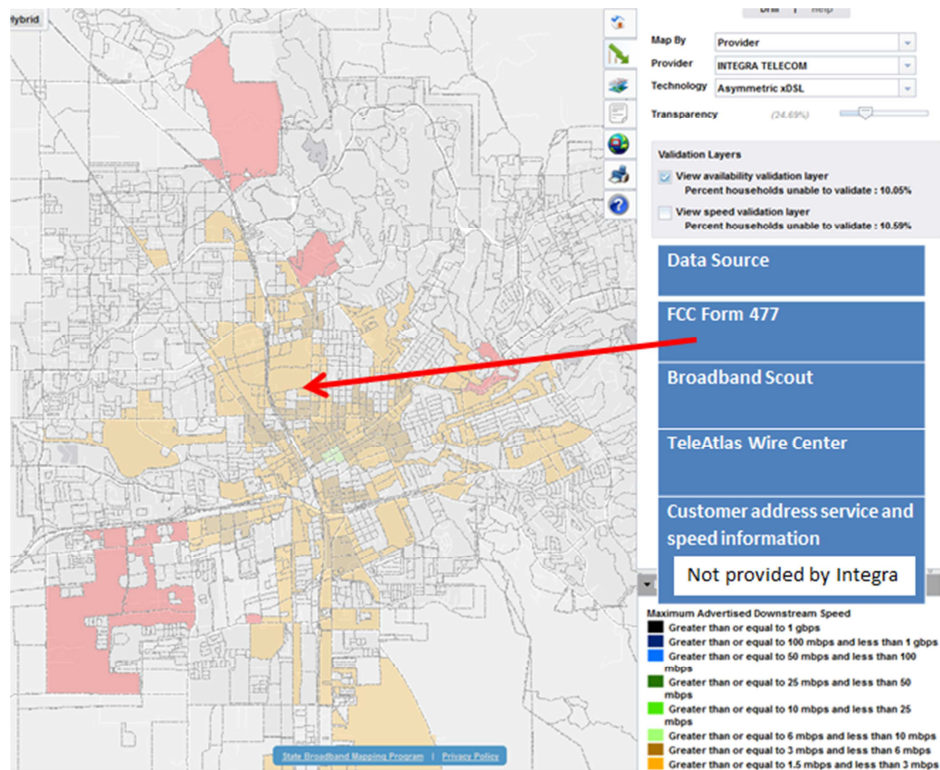 Hybrid
Drill | Help
Map By Provider
Provider INTEGRA TELECOM
Technology Asymmetric xDSL
Transparency (24.69%)
Validation Layers
View availability validation layer
Percent households unable to validate : 10.05%
View speed validation layer
Percent households unable to validate : 10.59%
Data Source
FCC Form 477
Broadband Scout
TeleAtlas Wire Center
Customer address service and
speed information
Not provided by Integra
Maximum Advertised Downstream Speed
Greater than or equal to 1 gbps
Greater than or equal to 100 mbps and less than 1 gbps
Greater than or equal to 50 mbps and less than 100
mbps
Greater than or equal to 25 mbps and less than 50
mbps
Greater than or equal to 10 mbps and less than 25
mbps
Greater than or equal to 6 mbps and less than 10 mbps
Greater than or equal to 3 mbps and less than 6 mbps
Greater than or equal to 1.5 mbps and less than 3 mbps
State Broadband Mapping Program | Privacy Policy